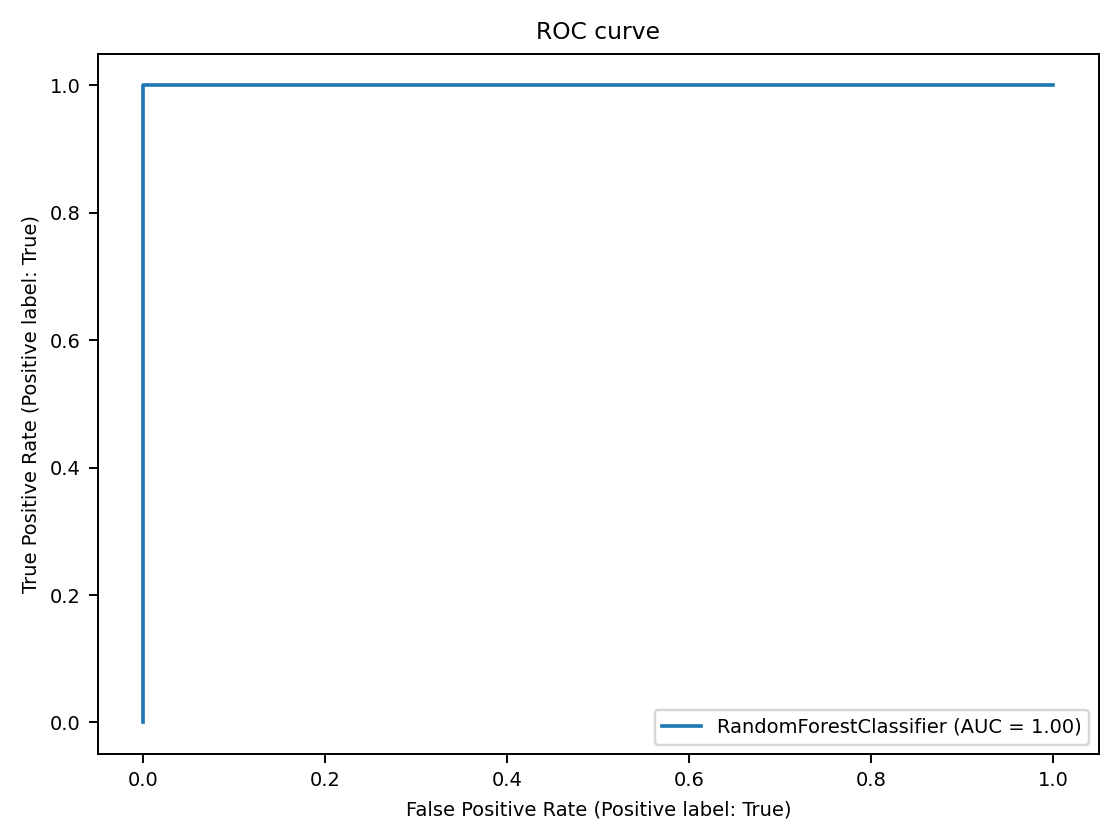 ROC curve
1.0
0.8
0.6
0.4
0.2
0.0
True Positive Rate (Positive label: True)
RandomForestClassifier (AUC = 1.00)
0.0 0.2 0.4 0.6 0.8 1.0
False Positive Rate (Positive label: True)